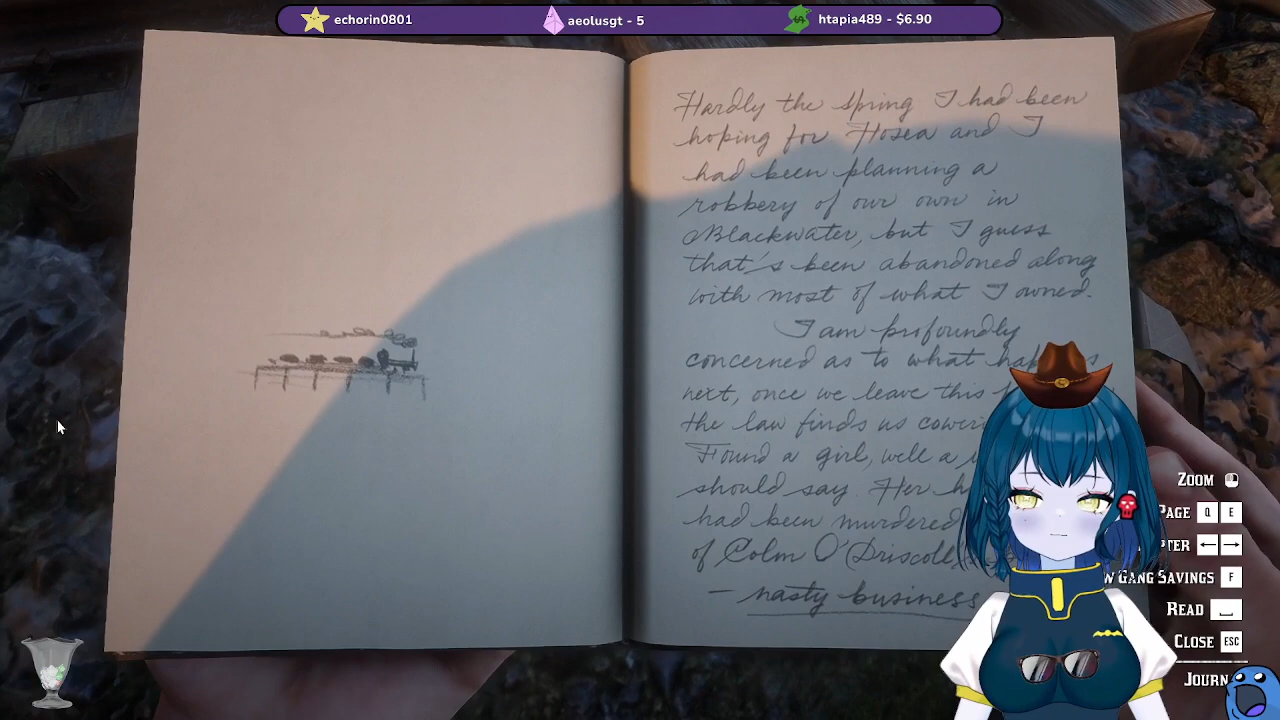 echorin0801
aeolusgt - 5
htapia489 - $6.90
Hardly the spring I had been
hoping for Hosea and I
had been planning a
robbery of our own in
Blackwater, but I guess
that's been abandoned along
with most of what I owned.
I am profoundly
concerned as to what
next, once we leave this
the law finds us
Found a girl, well a
should say. Her
had been murdered
of Colm O'Driscoll
— nasty business
ZOOM
PAGE Q E
GANG SAVINGS F
READ
CLOSE ESC